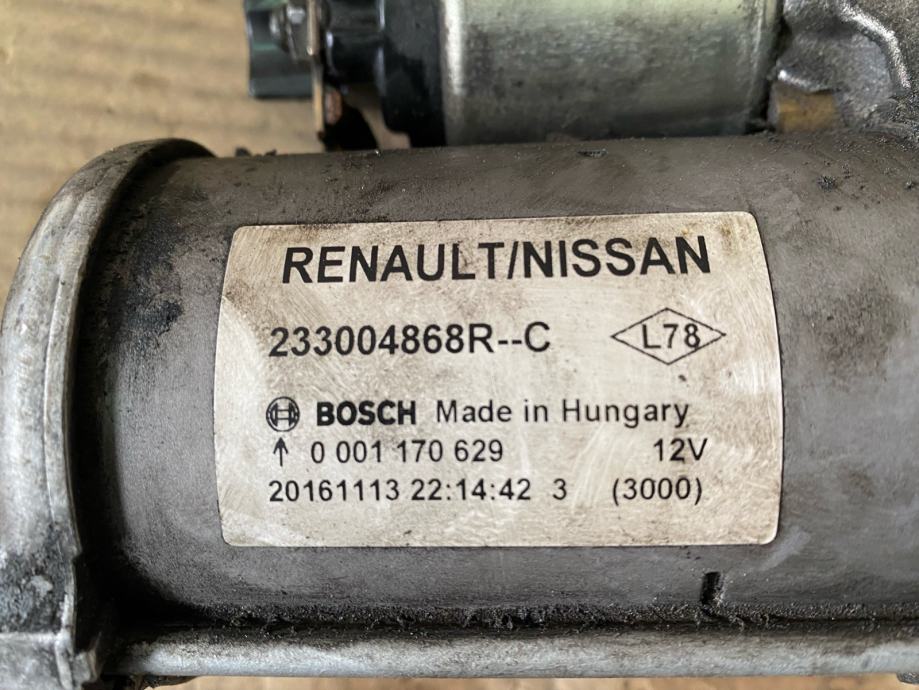 RENAULT/NISSAN
233004868R--C L78
BOSCH Made in Hungary
↑ 0 001 170 629 12V
20161113 22:14:42 3 (3000)